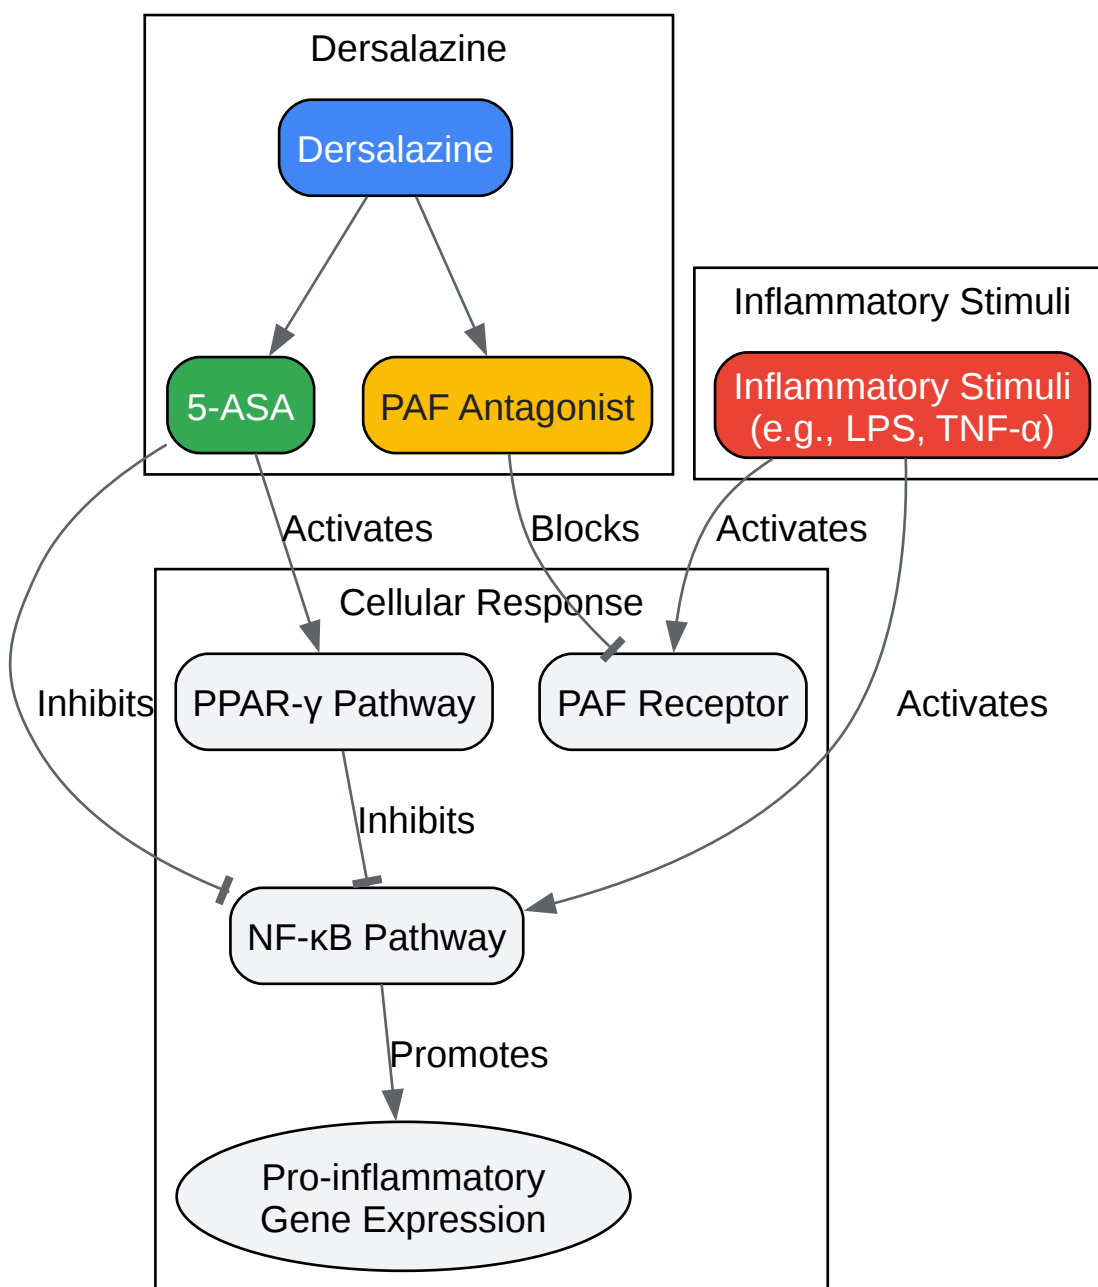 Dersalazine
Dersalazine
Inflammatory Stimuli
5-ASA
PAF Antagonist
Inflammatory Stimuli
(e.g., LPS, TNF-α)
Activates
Blocks
Activates
Cellular Response
Inhibits
PPAR-γ Pathway
PAF Receptor
Activates
Inhibits
NF-κB Pathway
Promotes
Pro-inflammatory
Gene Expression